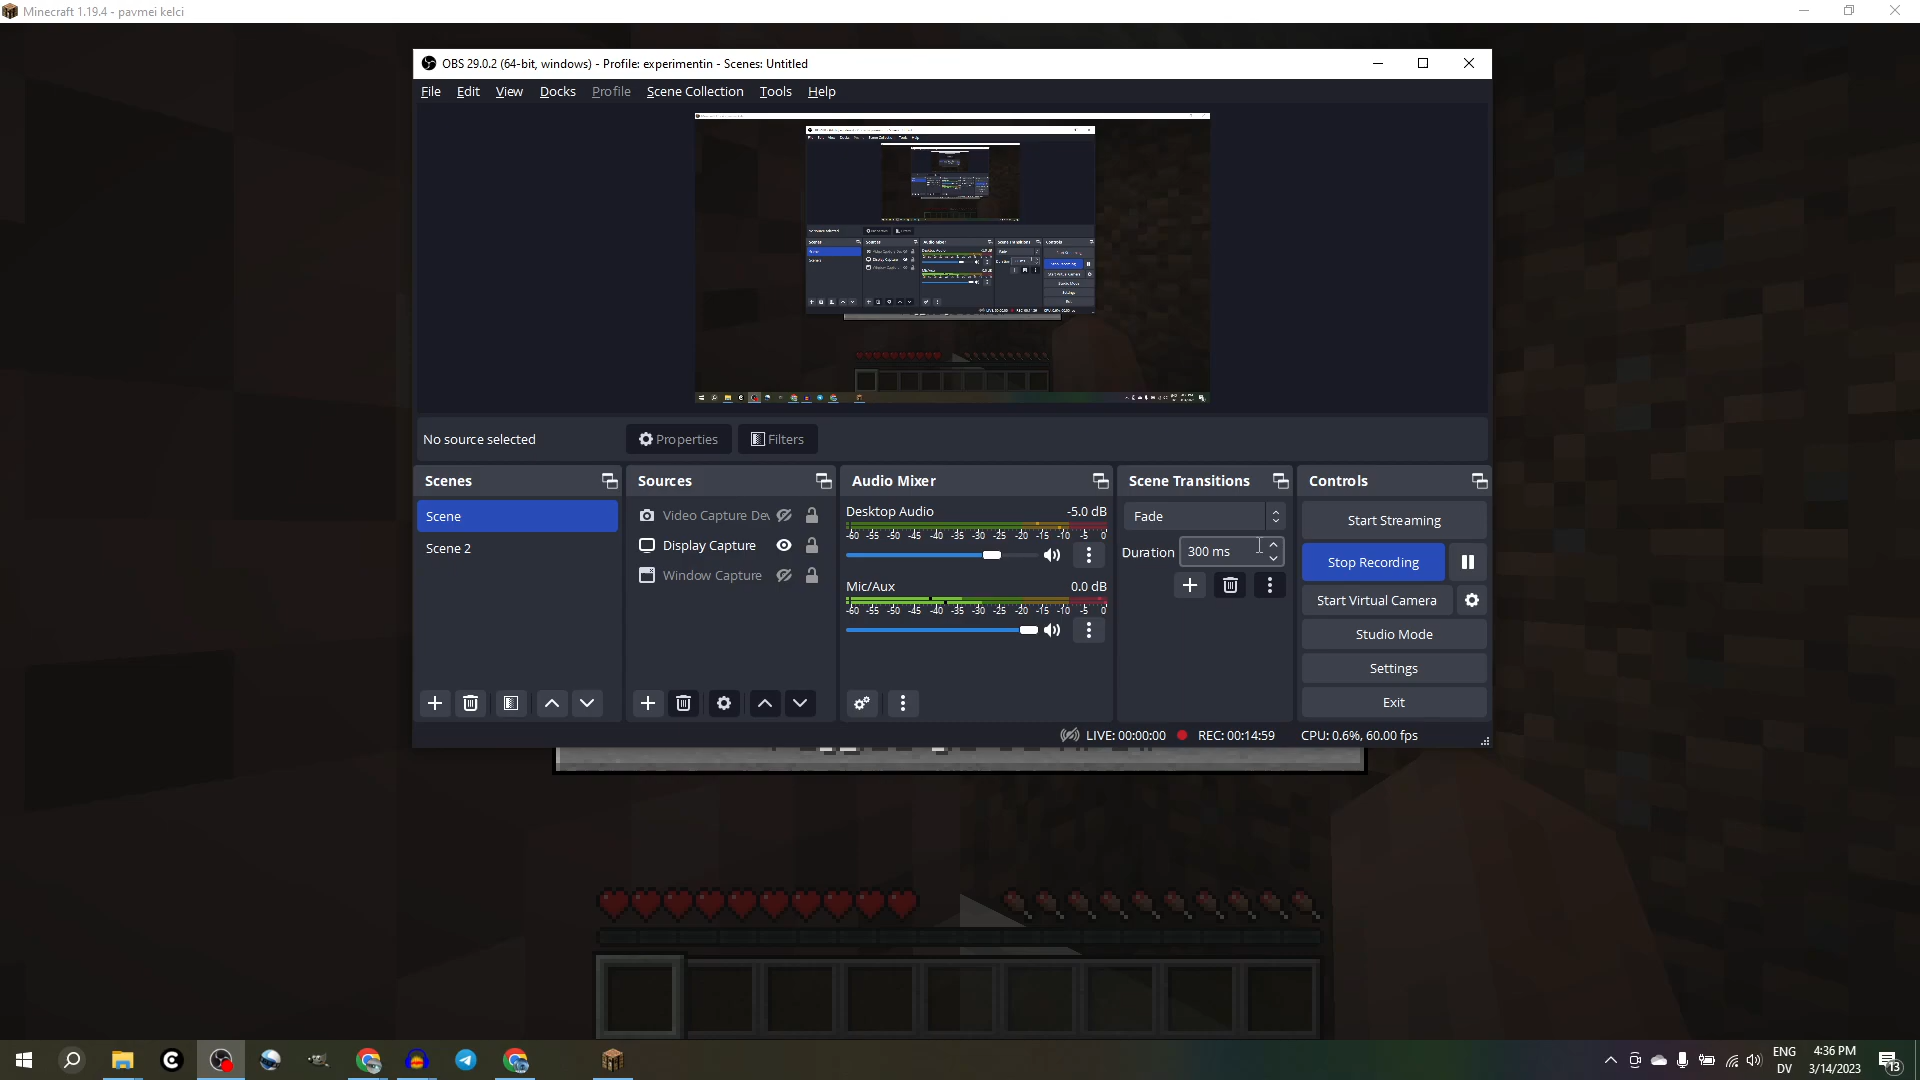 Minecraft 1.19.4 - pavmei kelci
OBS 29.0.2 (64-bit, windows) - Profile: experimentin - Scenes: Untitled
File Edit View Docks Profile Scene Collection Tools Help
No source selected
Properties
Filters
Scenes
Scene
Scene 2
Sources
Video Capture Dev
Display Capture
Window Capture
Audio Mixer
Desktop Audio -5.0 dB
-60 -55 -50 -45 -40 -35 -30 -25 -20 -15 -10 -5 0
Mic/Aux 0.0 dB
-60 -55 -50 -45 -40 -35 -30 -25 -20 -15 -10 -5 0
Scene Transitions
Fade
Duration 300 ms
Controls
Start Streaming
Stop Recording
Start Virtual Camera
Studio Mode
Settings
Exit
LIVE: 00:00:00 REC: 00:14:59 CPU: 0.6%, 60.00 fps
ENG
DV
4:36 PM
3/14/2023
13